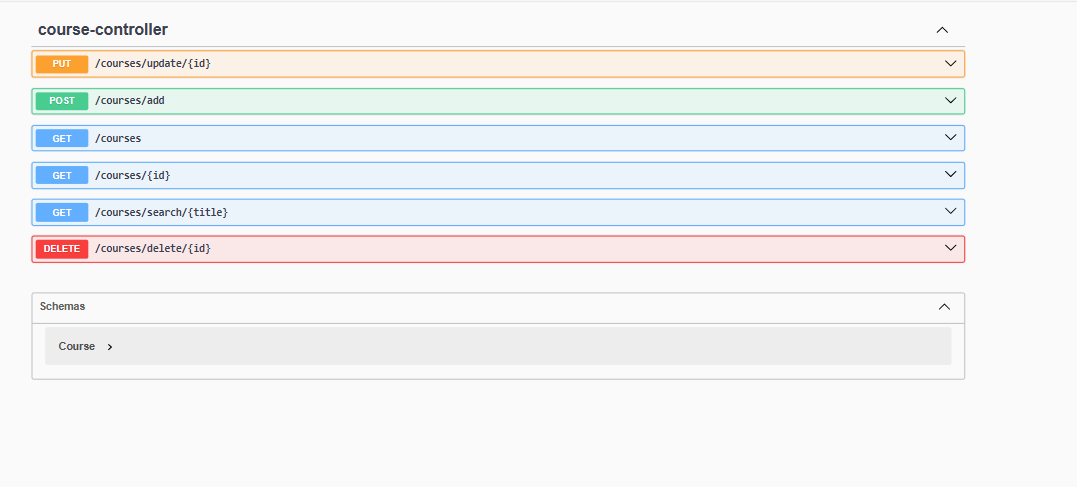 course-controller
PUT /courses/update/{id}
POST /courses/add
GET /courses
GET /courses/{id}
GET /courses/search/{title}
DELETE /courses/delete/{id}
Schemas
Course